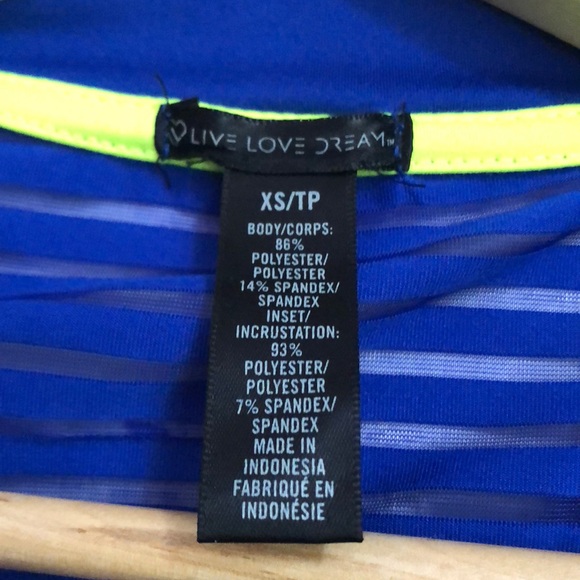 LIVE LOVE DREAM™
XS/TP
BODY/CORPS:
86%
POLYESTER/
POLYESTER
14% SPANDEX/
SPANDEX
INSET/
INCRUSTATION:
93%
POLYESTER/
POLYESTER
7% SPANDEX/
SPANDEX
MADE IN
INDONESIA
FABRIQUÉ EN
INDONÉSIE